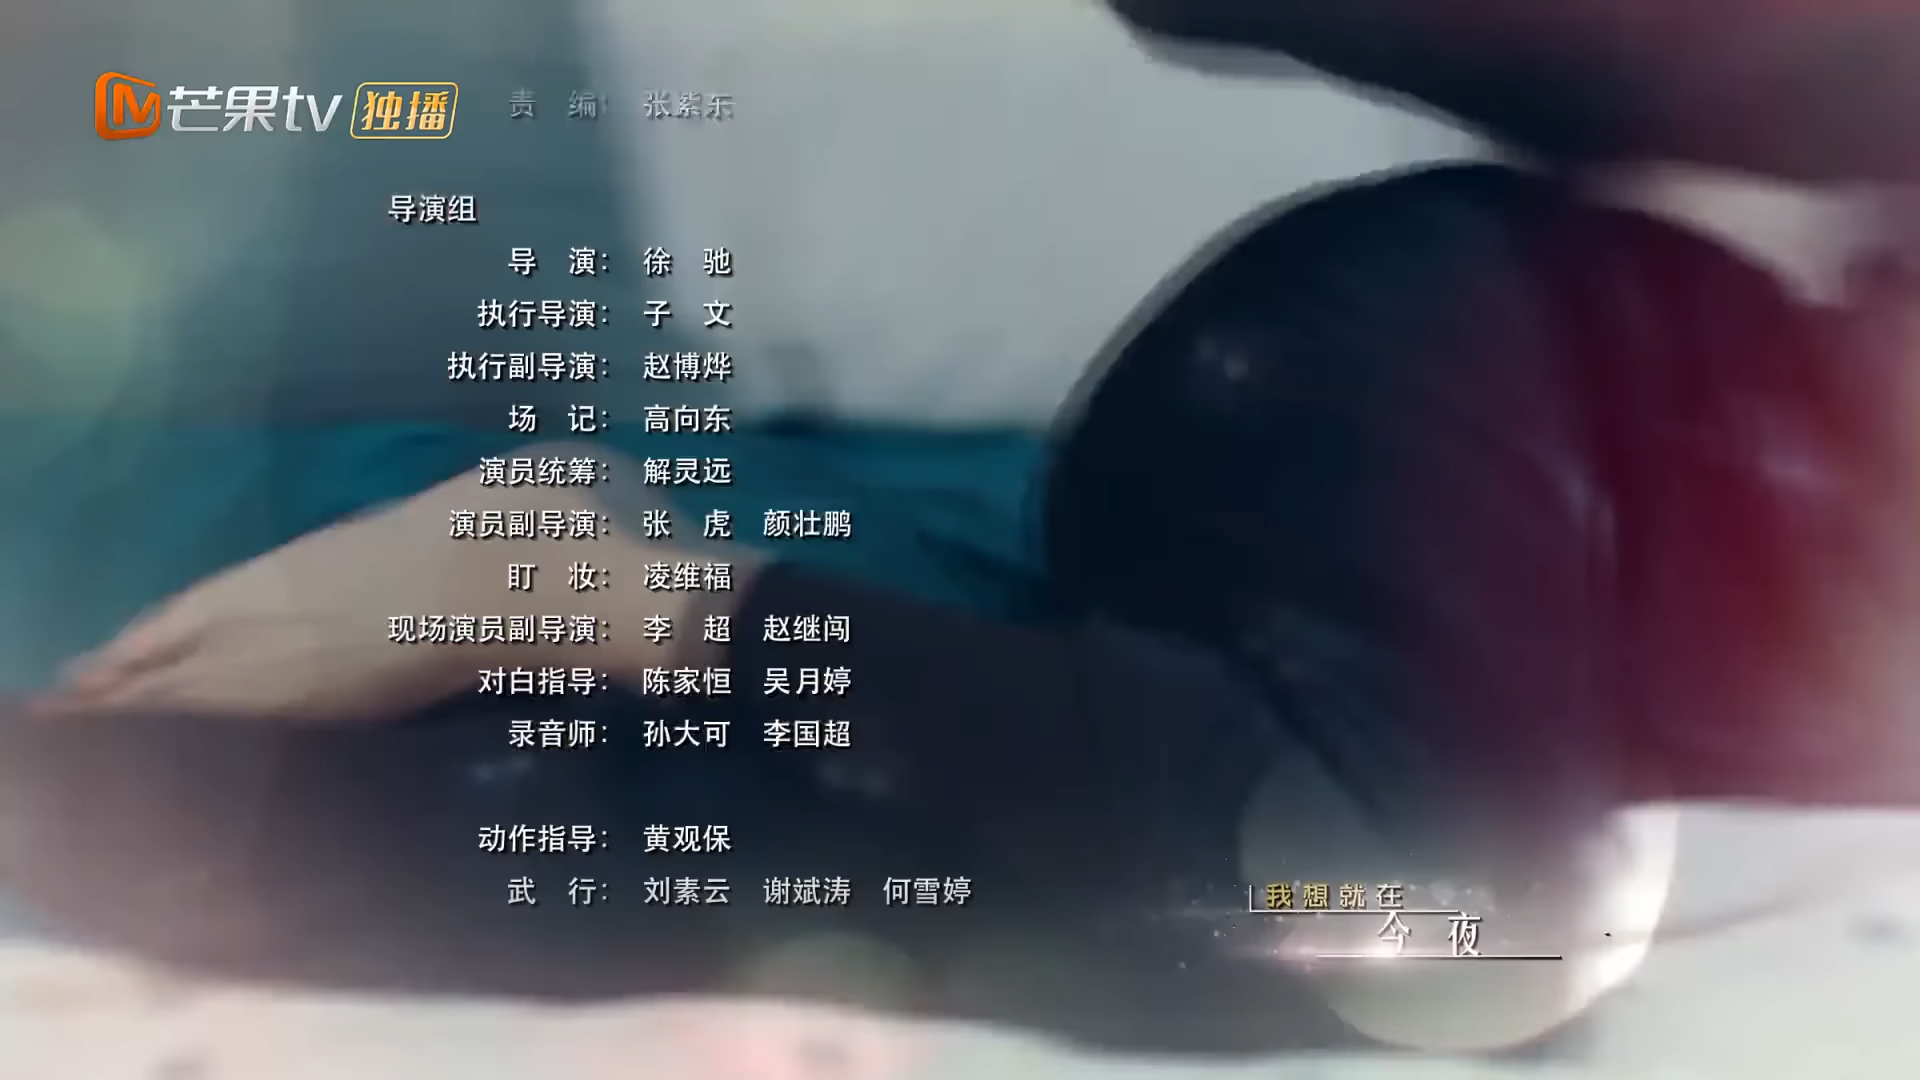 芒果tv 独播
责 编: 张紫东
导演组
导 演: 徐 驰
执行导演: 子 文
执行副导演: 赵博烨
场 记: 高向东
演员统筹: 解灵远
演员副导演: 张 虎 颜壮鹏
盯 妆: 凌维福
现场演员副导演: 李 超 赵继闯
对白指导: 陈家恒 吴月婷
录音师: 孙大可 李国超
动作指导: 黄观保
武 行: 刘素云 谢斌涛 何雪婷
我想就在
今 夜